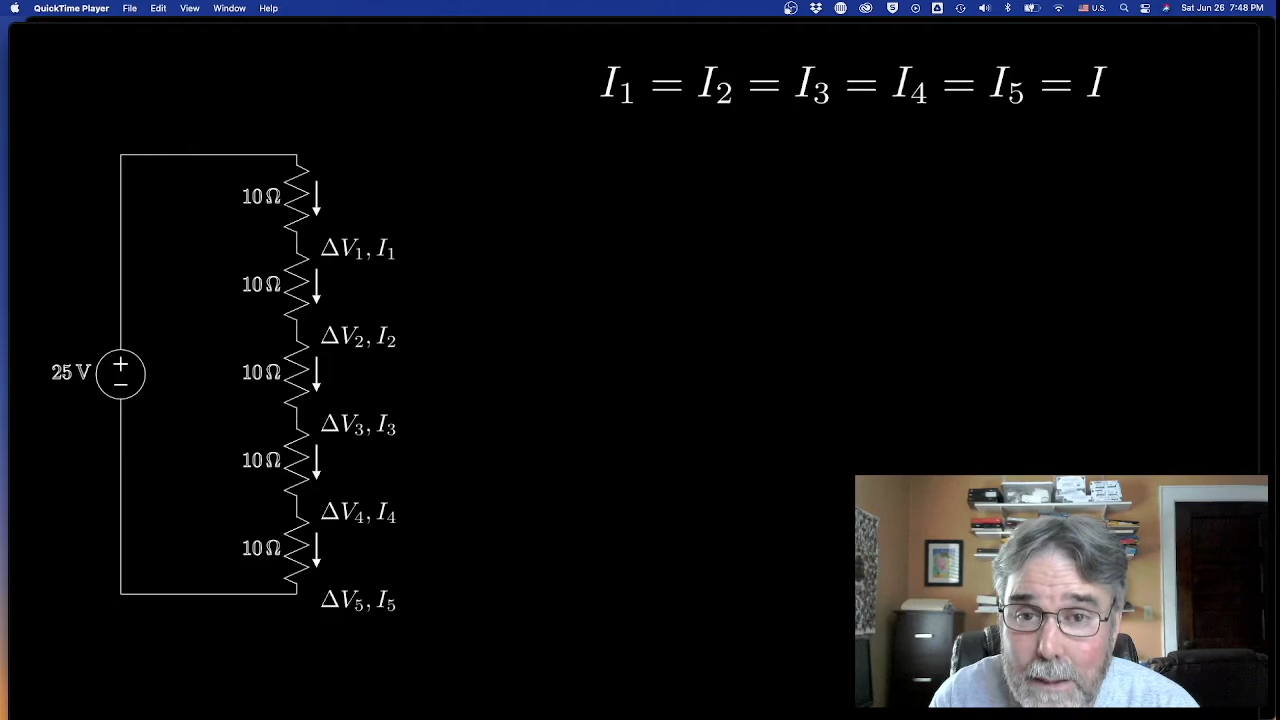 QuickTime Player File Edit View Window Help U.S. Sat Jun 26 7:48 PM
I₁ = I₂ = I₃ = I₄ = I₅ = I
10 Ω
ΔV₁, I₁
10 Ω
ΔV₂, I₂
25 V
+
−
10 Ω
ΔV₃, I₃
10 Ω
ΔV₄, I₄
10 Ω
ΔV₅, I₅